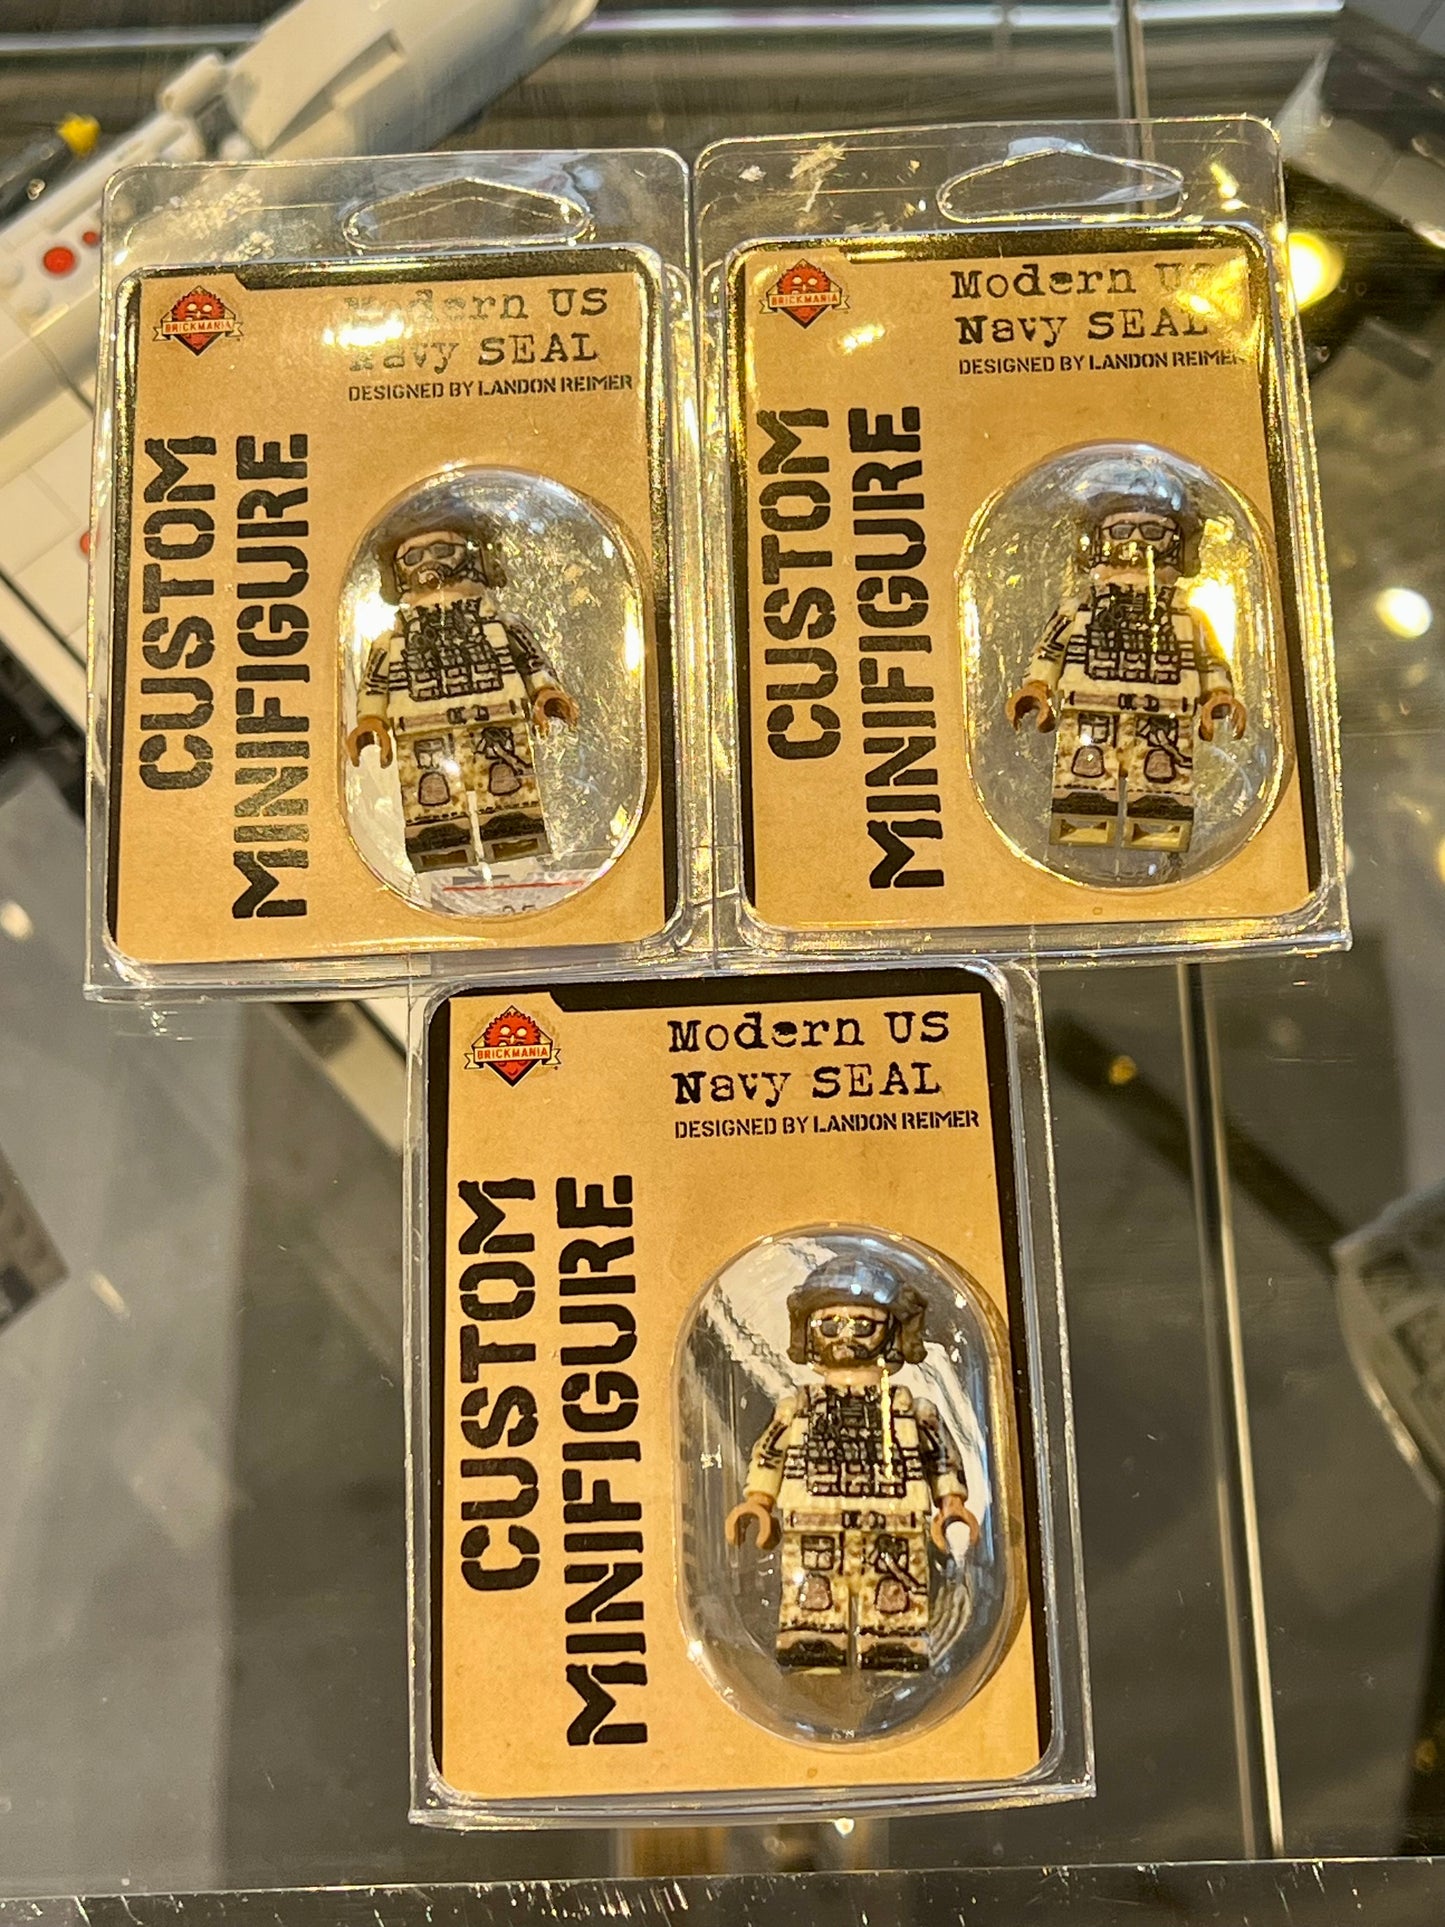 BRICKMANIA
Modern US
Navy SEAL
DESIGNED BY LANDON REIMER
CUSTOM
MINIFIGURE
BRICKMANIA
Modern US
Navy SEAL
DESIGNED BY LANDON REIMER
CUSTOM
MINIFIGURE
BRICKMANIA
Modern US
Navy SEAL
DESIGNED BY LANDON REIMER
CUSTOM
MINIFIGURE